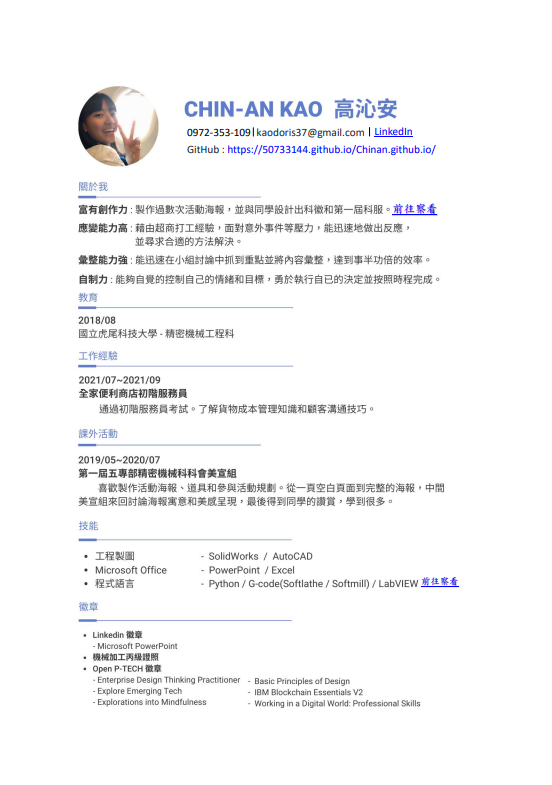 CHIN-AN KAO 高沁安
0972-353-109|kaodoris37@gmail.com | LinkedIn
GitHub : https://50733144.github.io/Chinan.github.io/
關於我
富有創作力 : 製作過數次活動海報，並與同學設計出科徽和第一屆科服。前往察看
應變能力高 : 藉由超商打工經驗，面對意外事件等壓力，能迅速地做出反應，
並尋求合適的方法解決。
彙整能力強 : 能迅速在小組討論中抓到重點並將內容彙整，達到事半功倍的效率。
自制力 : 能夠自覺的控制自己的情緒和目標，勇於執行自已的決定並按照時程完成。
教育
2018/08
國立虎尾科技大學 - 精密機械工程科
工作經驗
2021/07~2021/09
全家便利商店初階服務員
通過初階服務員考試。了解貨物成本管理知識和顧客溝通技巧。
課外活動
2019/05~2020/07
第一屆五專部精密機械科科會美宣組
喜歡製作活動海報、道具和參與活動規劃。從一頁空白頁面到完整的海報，中間
美宣組來回討論海報寓意和美感呈現，最後得到同學的讚賞，學到很多。
技能
• 工程製圖 - SolidWorks / AutoCAD
• Microsoft Office - PowerPoint / Excel
• 程式語言 - Python / G-code(Softlathe / Softmill) / LabVIEW 前往察看
徽章
• Linkedin 徽章
- Microsoft PowerPoint
• 機械加工丙級證照
• Open P-TECH 徽章
- Enterprise Design Thinking Practitioner - Basic Principles of Design
- Explore Emerging Tech - IBM Blockchain Essentials V2
- Explorations into Mindfulness - Working in a Digital World: Professional Skills